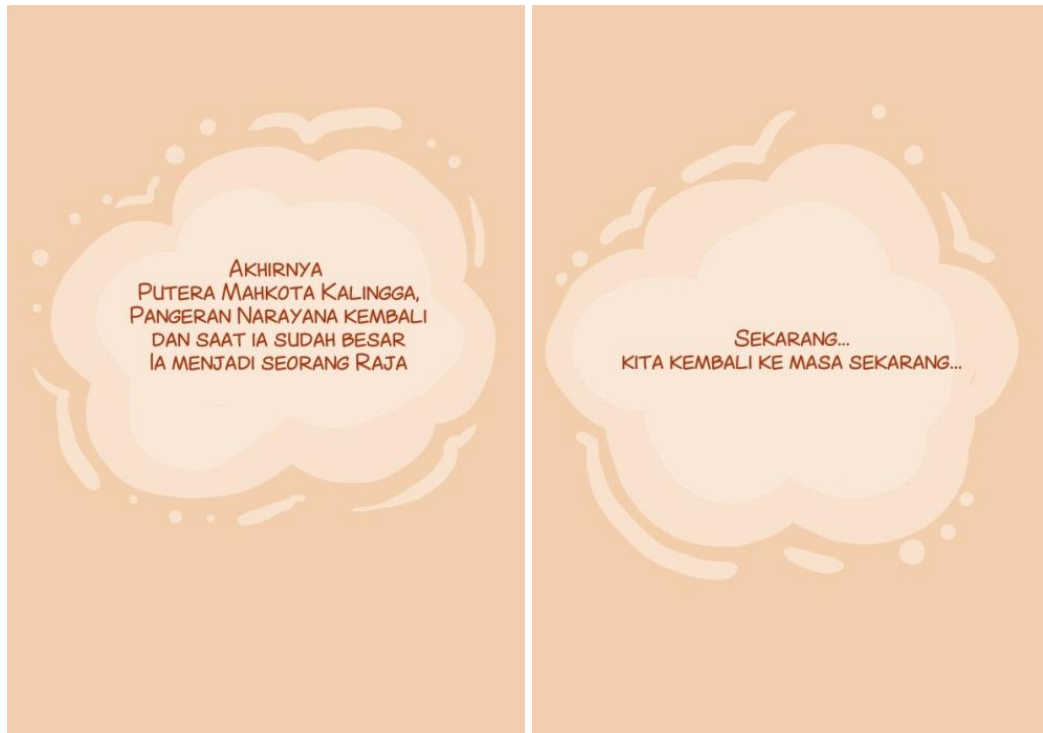 Akhirnya
Putera Mahkota Kalingga,
Pangeran Narayana kembali
dan saat ia sudah besar
Ia menjadi seorang Raja
Sekarang...
kita kembali ke masa sekarang...